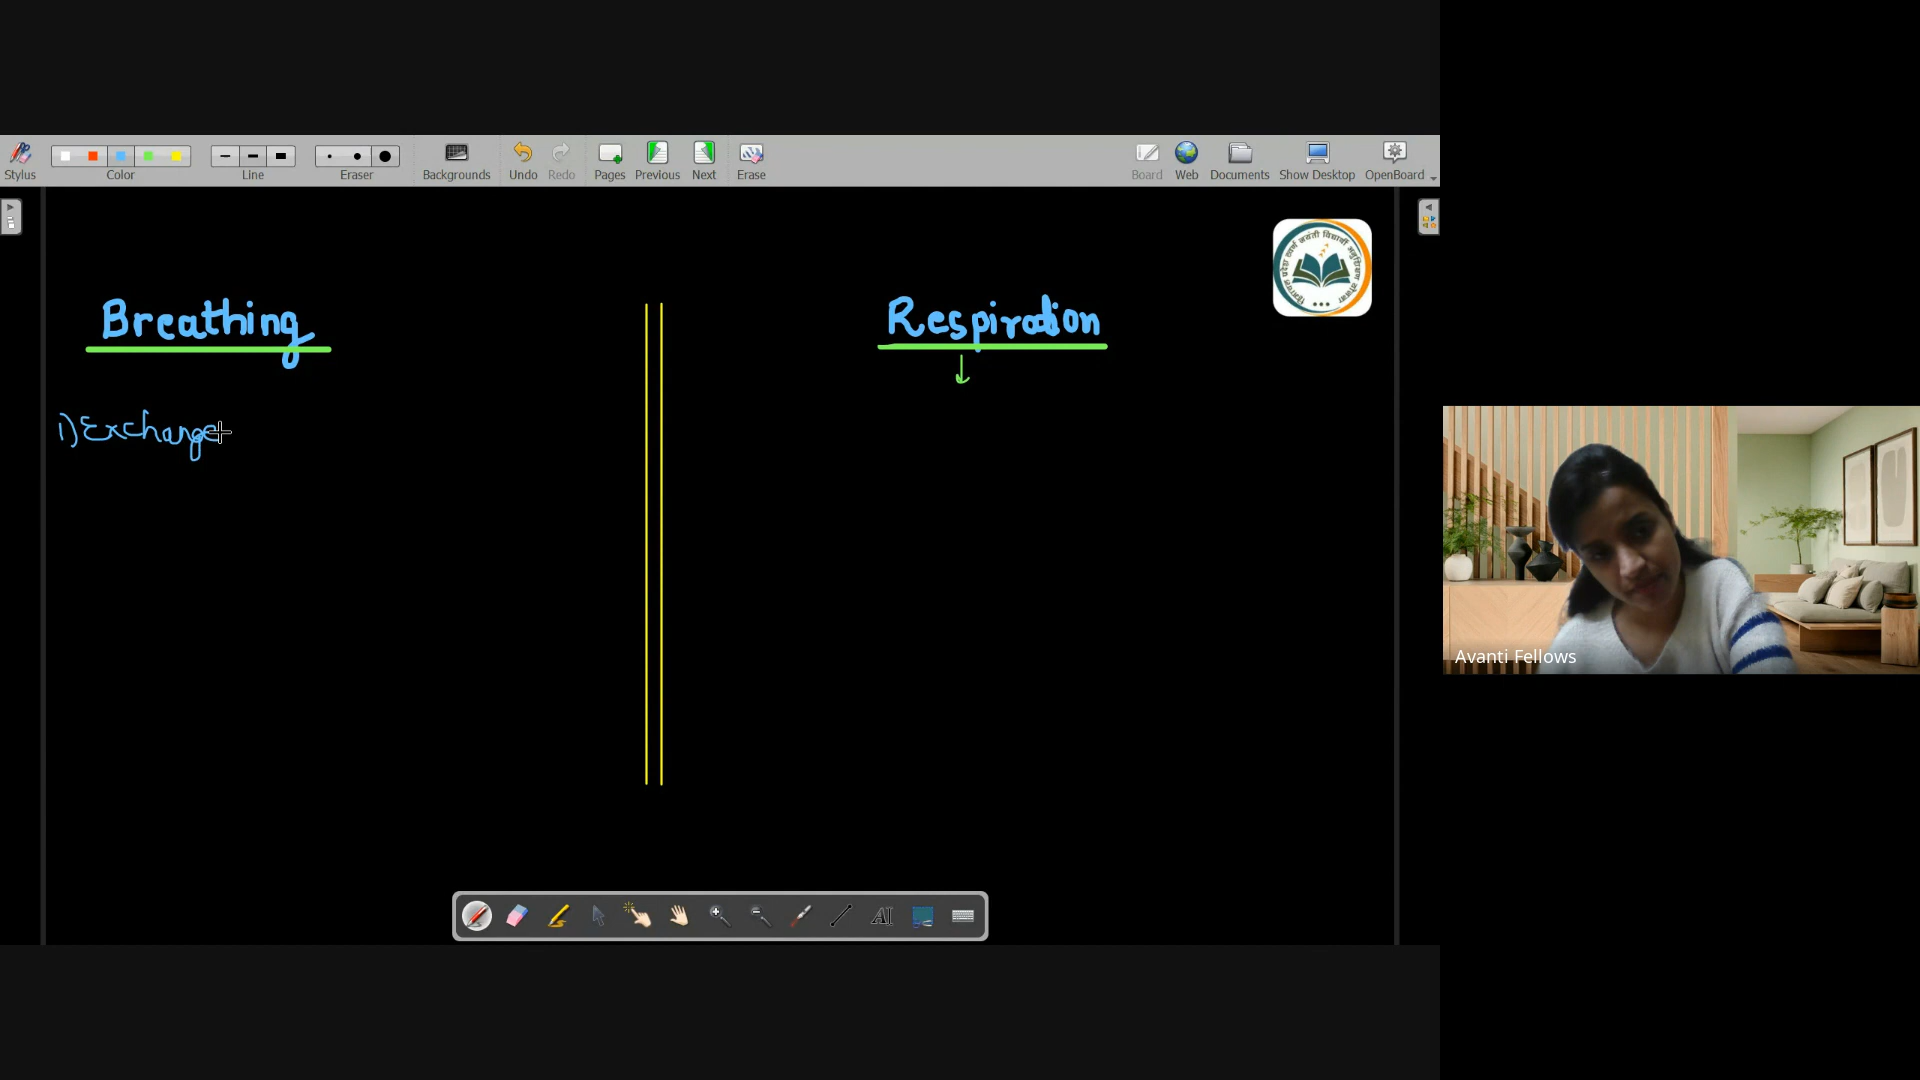 Stylus
Color
Line
Eraser
Backgrounds
Undo
Redo
Pages
Previous
Next
Erase
Board
Web
Documents
Show Desktop
OpenBoard
Breathing
Respiration
1) Exchange
Avanti Fellows